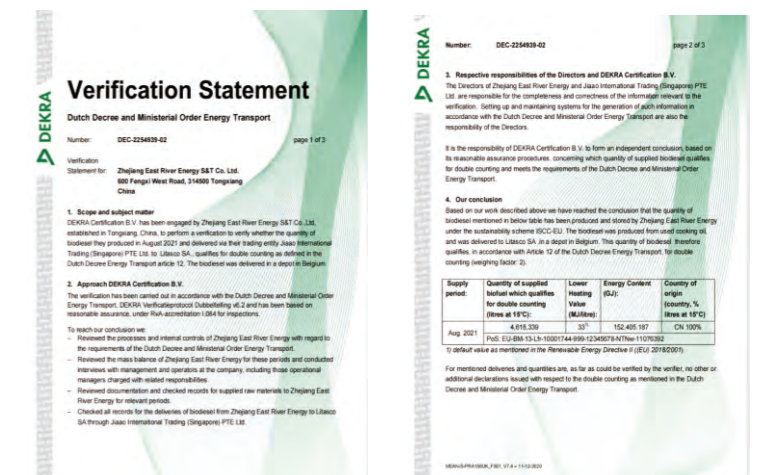 DEKRA
Verification Statement
Dutch Decree and Ministerial Order Energy Transport
Number: DEC-2254939-02 page 1 of 3
Verification
Statement for: Zhejiang East River Energy S&T Co. Ltd.
600 Fengxi West Road, 314500 Tongxiang
China
1. Scope and subject matter
DEKRA Certification B.V. has been engaged by Zhejiang East River Energy S&T Co. Ltd,
established in Tongxiang, China, to perform a verification to verify whether the quantity of
biodiesel they produced in August 2021 and delivered via their trading entity Jiaao International
Trading (Singapore) PTE Ltd. to Litasco SA., qualifies for double counting as defined in the
Dutch Decree Energy Transport article 12. The biodiesel was delivered in a depot in Belgium.
2. Approach DEKRA Certification B.V.
The verification has been carried out in accordance with the Dutch Decree and Ministerial Order
Energy Transport, DEKRA Verificatieprotocol Dubbeltelling v6.2 and has been based on
reasonable assurance, under RvA-accreditation I.084 for inspections.
To reach our conclusion we:
– Reviewed the processes and internal controls of Zhejiang East River Energy with regard to
the requirements of the Dutch Decree and Ministerial Order Energy Transport.
– Reviewed the mass balance of Zhejiang East River Energy for these periods and conducted
interviews with management and operators at the company, including those operational
managers charged with related responsibilities.
– Reviewed documentation and checked records for supplied raw materials to Zhejiang East
River Energy for relevant periods.
– Checked all records for the deliveries of biodiesel from Zhejiang East River Energy to Litasco
SA through Jiaao International Trading (Singapore) PTE Ltd.
DEKRA
Number: DEC-2254939-02 page 2 of 3
3. Respective responsibilities of the Directors and DEKRA Certification B.V.
The Directors of Zhejiang East River Energy and Jiaao International Trading (Singapore) PTE
Ltd. are responsible for the completeness and correctness of the information relevant to the
verification. Setting up and maintaining systems for the generation of such information in
accordance with the Dutch Decree and Ministerial Order Energy Transport are also the
responsibility of the Directors.
It is the responsibility of DEKRA Certification B.V. to form an independent conclusion, based on
its reasonable assurance procedures, concerning which quantity of supplied biodiesel qualifies
for double counting and meets the requirements of the Dutch Decree and Ministerial Order
Energy Transport.
4. Our conclusion
Based on our work described above we have reached the conclusion that the quantity of
biodiesel mentioned in below table has been produced and stored by Zhejiang East River Energy
under the sustainability scheme ISCC-EU. The biodiesel was produced from used cooking oil,
and was delivered to Litasco SA in a depot in Belgium. This quantity of biodiesel therefore
qualifies, in accordance with Article 12 of the Dutch Decree Energy Transport, for double
counting (weighing factor: 2).
Supply period: Quantity of supplied biofuel which qualifies for double counting (litres at 15°C): Lower Heating Value (MJ/litre): Energy Content (GJ): Country of origin (country, % litres at 15°C)
Aug. 2021 4,618,339 33¹⁾ 152.405.187 CN 100%
PoS: EU-BM-13-Lfr-10001744-999-12345678-NTNw-11070392
1) default value as mentioned in the Renewable Energy Directive II ((EU) 2018/2001)
For mentioned deliveries and quantities are, as far as could be verified by the verifier, no other or
additional declarations issued with respect to the double counting as mentioned in the Dutch
Decree and Ministerial Order Energy Transport.